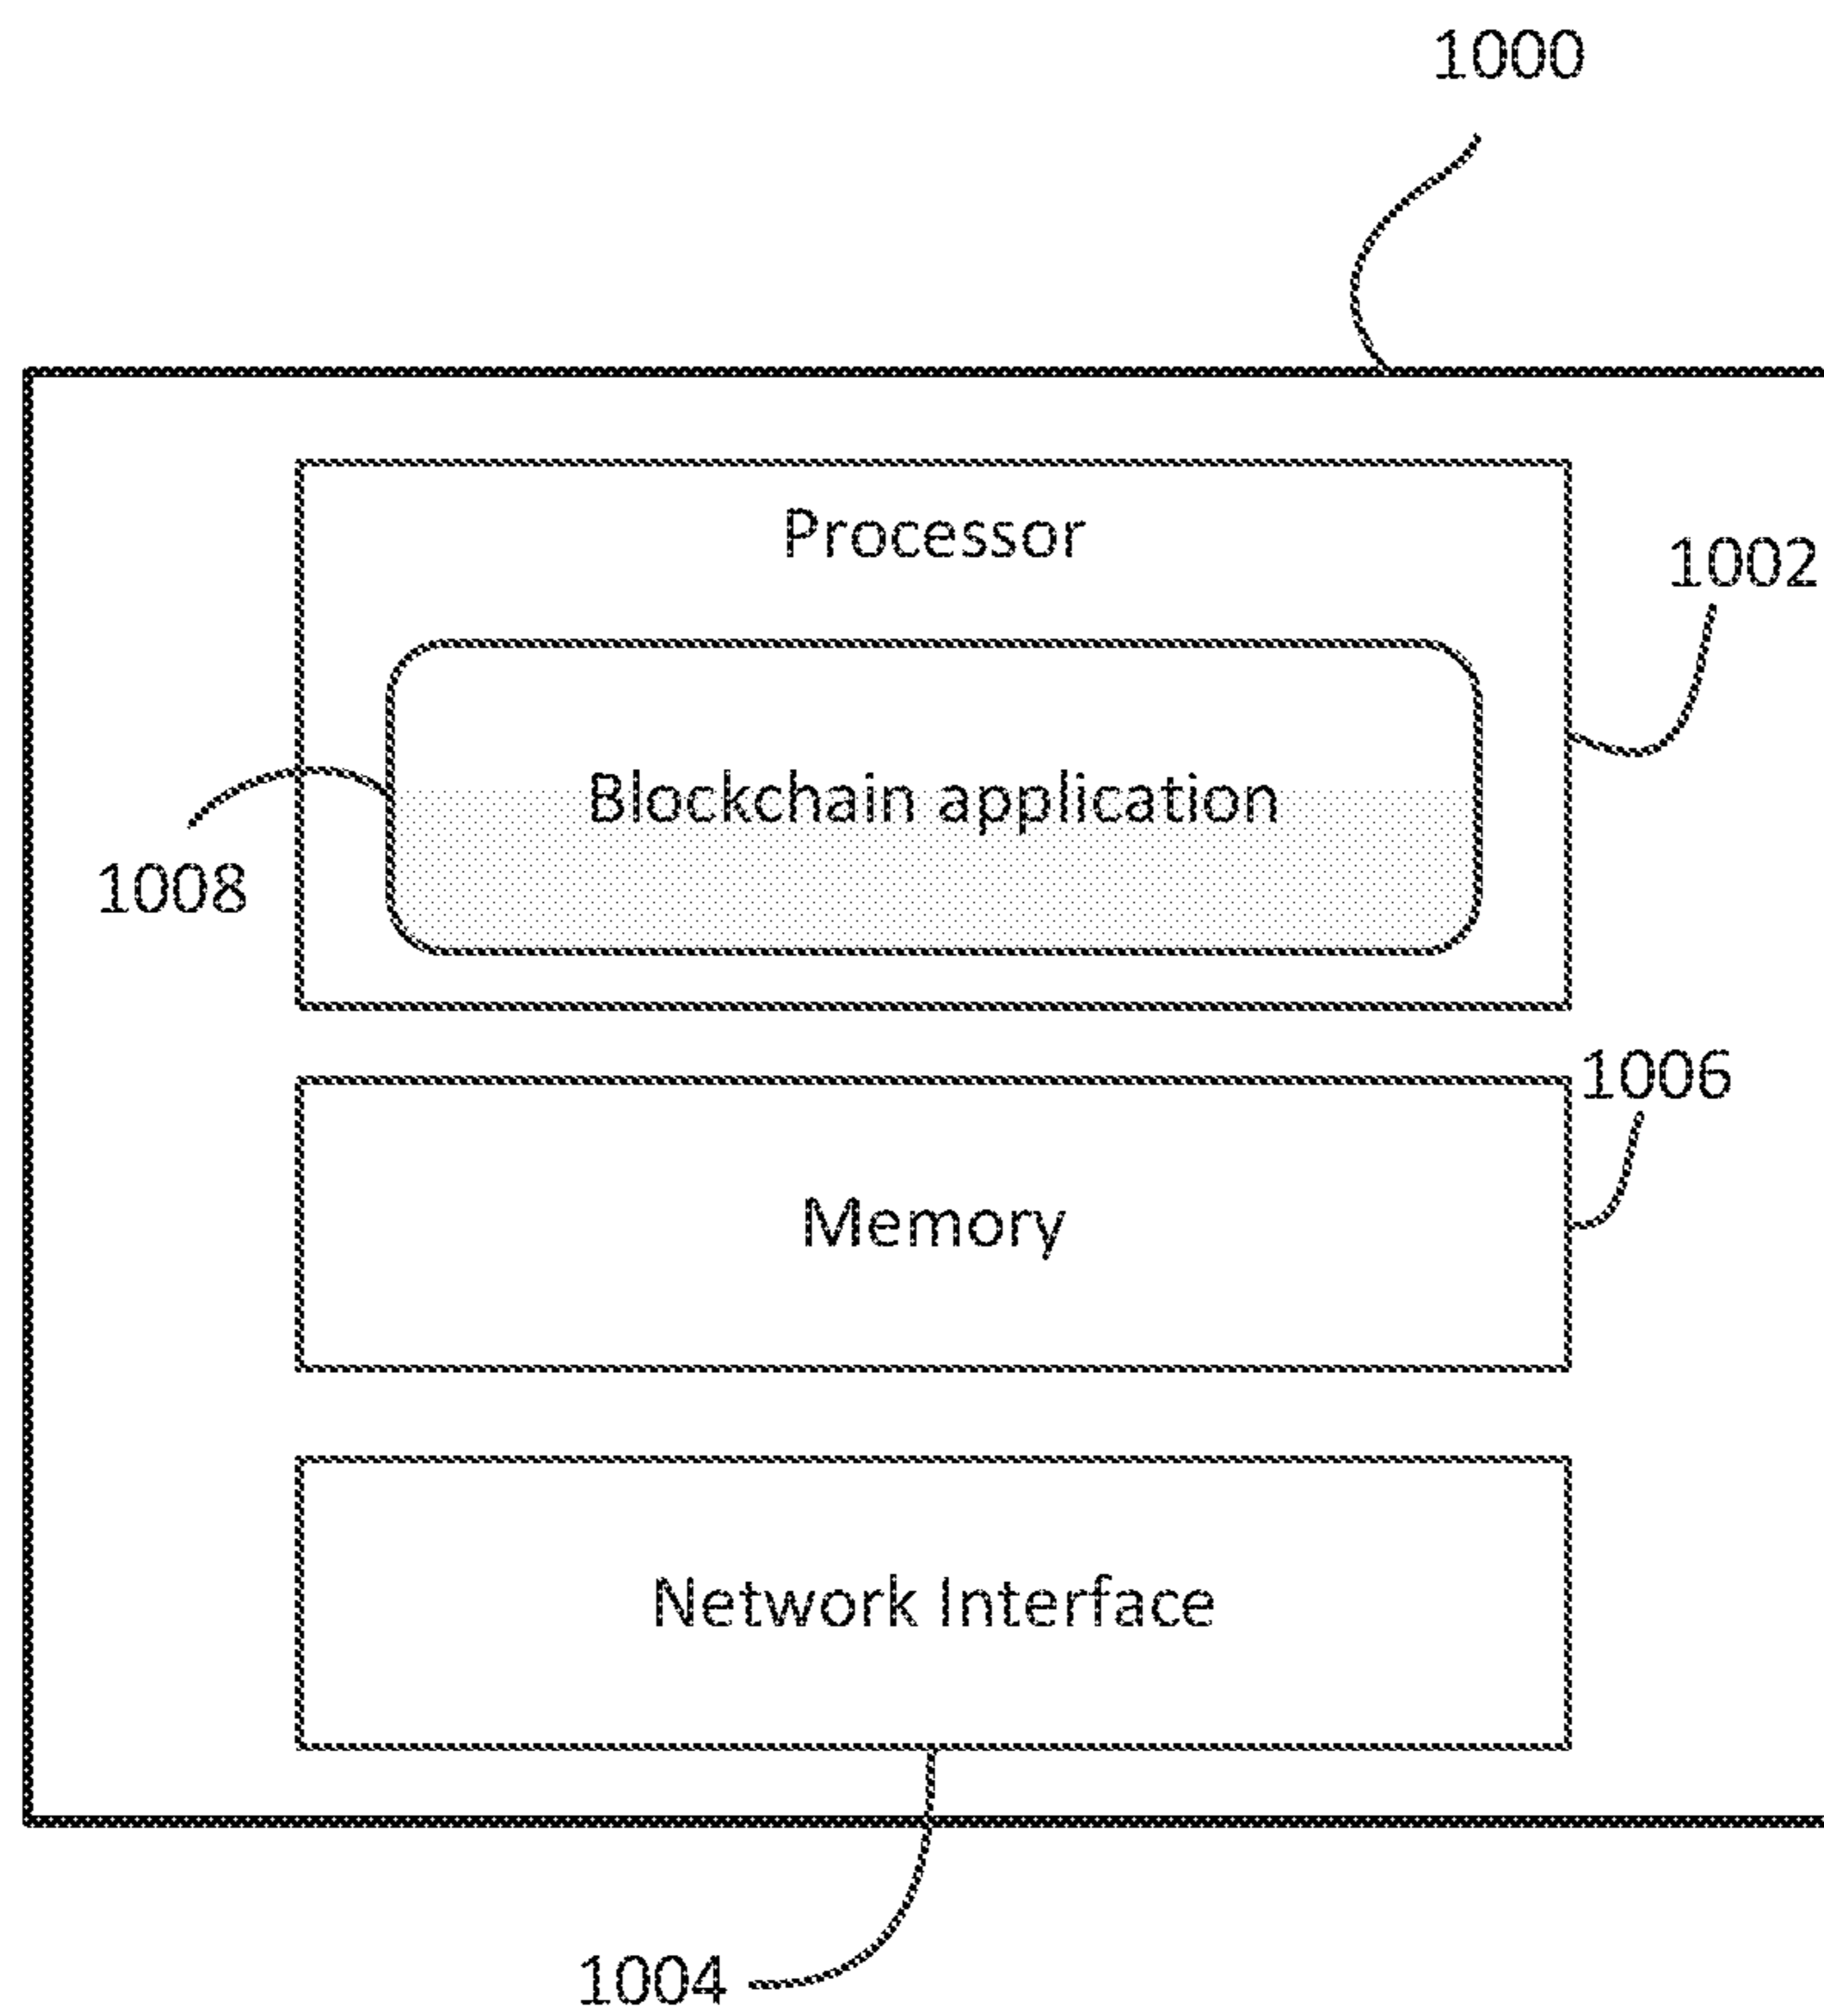 1000
Processor
1002
Blockchain application
1008
1006
Memory
Network Interface
1004